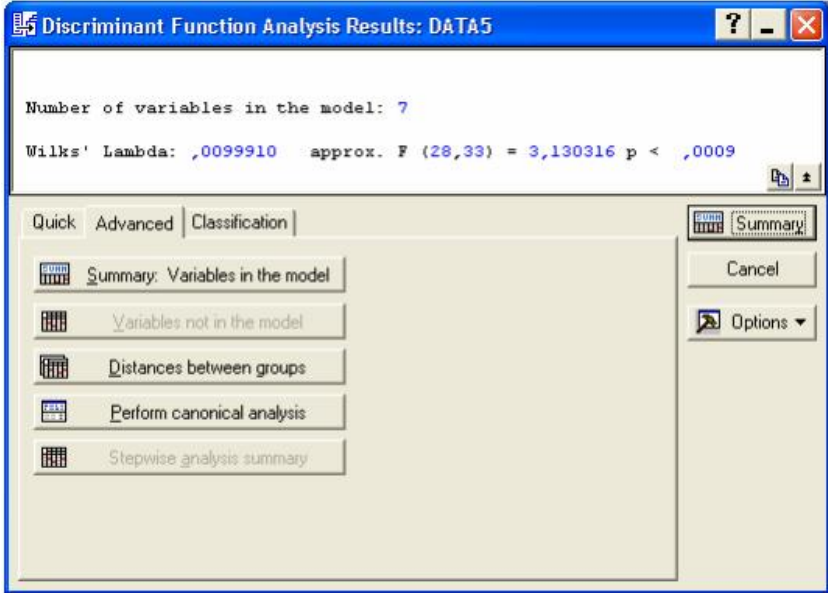 Discriminant Function Analysis Results: DATA5
Number of variables in the model: 7
Wilks' Lambda: ,0099910 approx. F (28,33) = 3,130316 p < ,0009
Quick Advanced Classification
Summary: Variables in the model
Variables not in the model
Distances between groups
Perform canonical analysis
Stepwise analysis summary
Summary
Cancel
Options